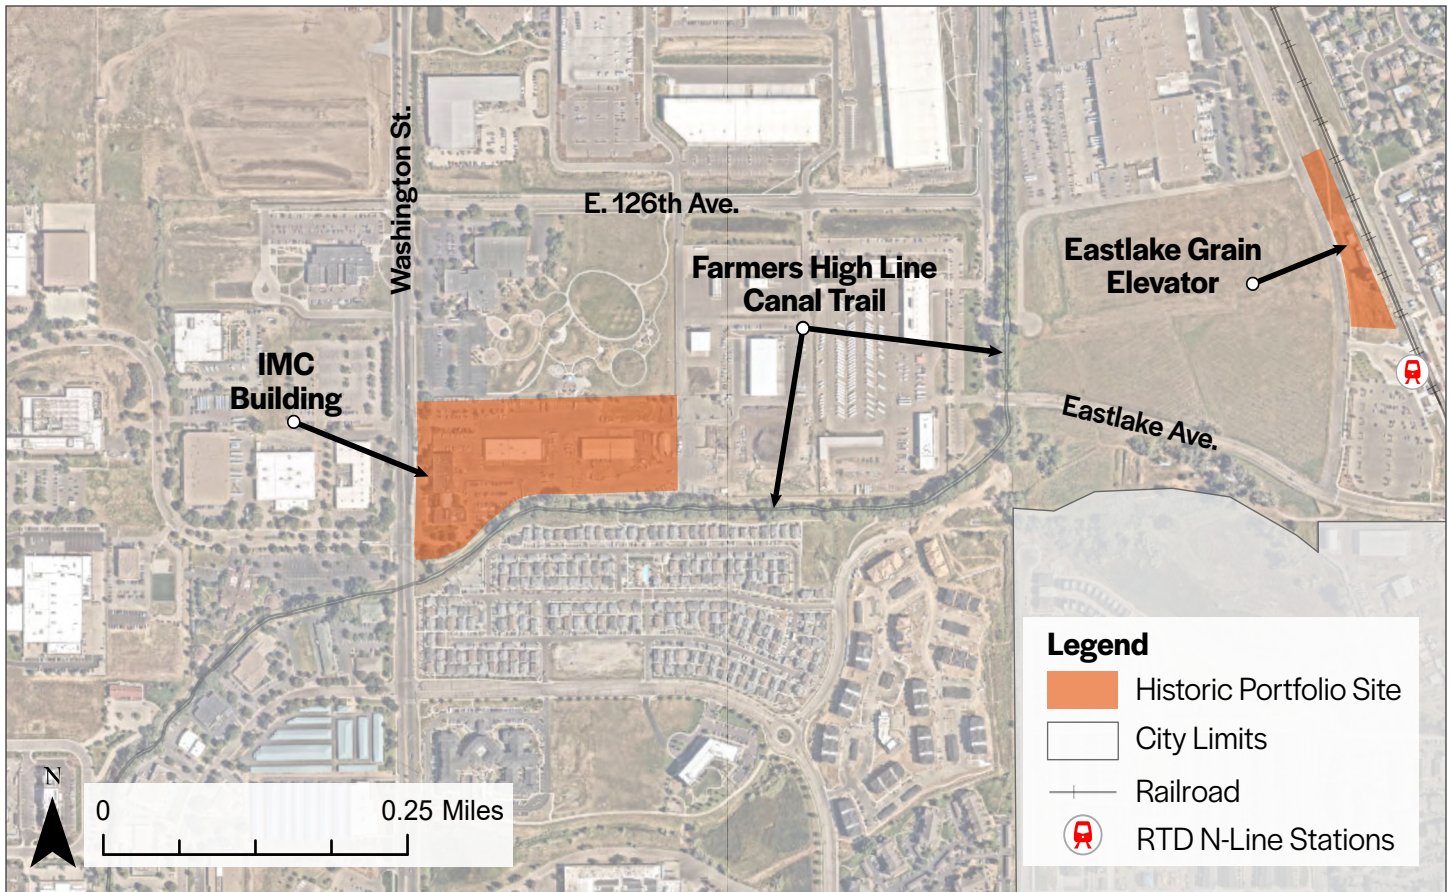 Washington St.
E. 126th Ave.
Farmers High Line
Canal Trail
Eastlake Grain
Elevator
IMC
Building
Eastlake Ave.
Legend
Historic Portfolio Site
City Limits
Railroad
RTD N-Line Stations
N
0
0.25 Miles